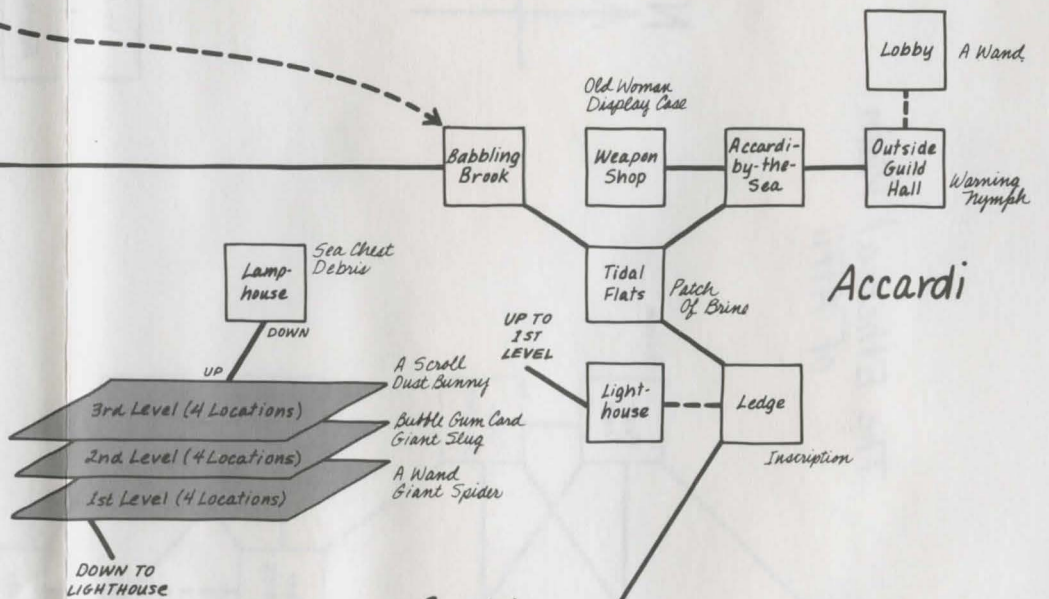 Lobby
A Wand
Old Woman
Display Case
Babbling
Brook
Weapon
Shop
Accardi-
by-the-
Sea
Outside
Guild
Hall
Warning
Nymph
Sea Chest
Debris
Lamp-
house
DOWN
UP
Tidal
Flats
Patch
Of Brine
Accardi
UP TO
1ST
LEVEL
Light-
house
Ledge
Inscription
A Scroll
Dust Bunny
3rd Level (4 Locations)
Bubble Gum Card
Giant Slug
2nd Level (4 Locations)
A Wand
Giant Spider
1st Level (4 Locations)
DOWN TO
LIGHTHOUSE